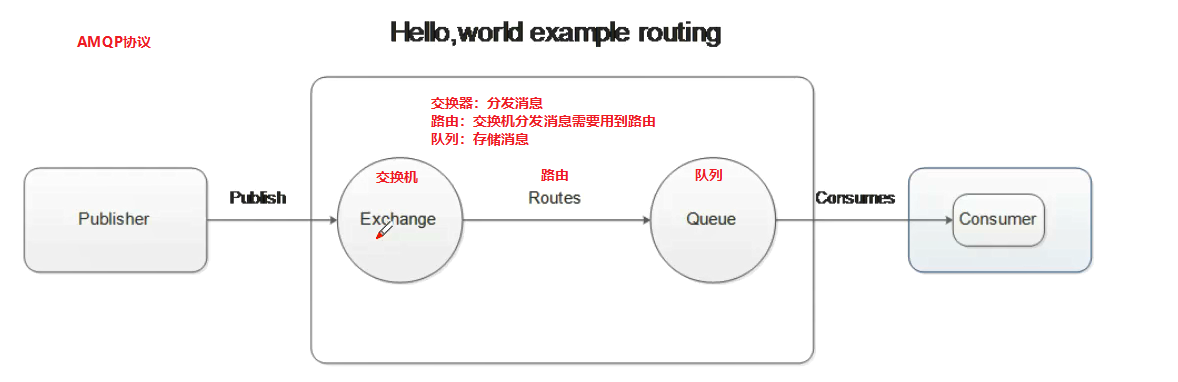 Hello,world example routing
AMQP协议
交换器：分发消息
路由：交换机分发消息需要用到路由
队列：存储消息
交换机
路由
队列
Publisher
Publish
Exchange
Routes
Queue
Consumes
Consumer